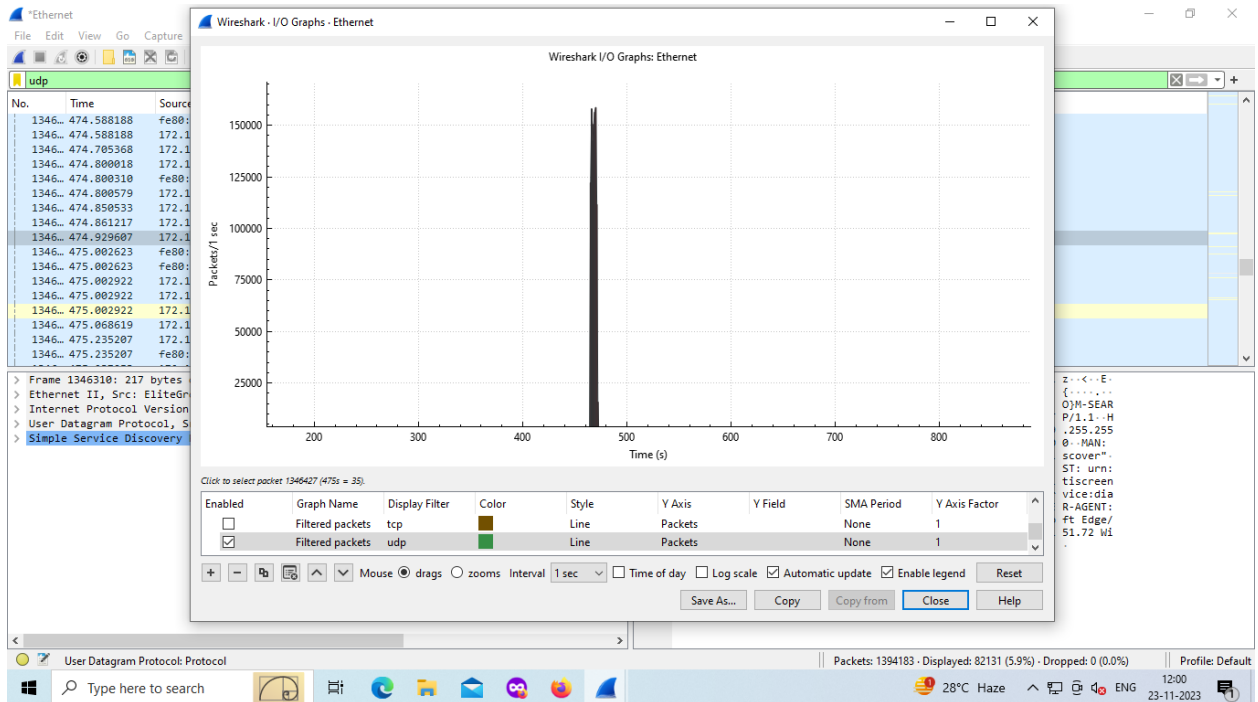 *Ethernet
File Edit View Go Capture
udp
No. Time Source
1346… 474.588188 fe80:
1346… 474.588188 172.1
1346… 474.705368 172.1
1346… 474.800018 172.1
1346… 474.800310 fe80:
1346… 474.800579 172.1
1346… 474.850533 172.1
1346… 474.861217 172.1
1346… 474.929607 172.1
1346… 475.002623 fe80:
1346… 475.002623 fe80:
1346… 475.002922 172.1
1346… 475.002922 172.1
1346… 475.002922 172.1
1346… 475.068619 172.1
1346… 475.235207 172.1
1346… 475.235207 fe80:
Frame 1346310: 217 bytes
Ethernet II, Src: EliteGr
Internet Protocol Version
User Datagram Protocol, S
Simple Service Discovery
Wireshark · I/O Graphs · Ethernet
Wireshark I/O Graphs: Ethernet
Packets/1 sec
150000
125000
100000
75000
50000
25000
200 300 400 500 600 700 800
Time (s)
Click to select packet 1346427 (475s = 35).
Enabled Graph Name Display Filter Color Style Y Axis Y Field SMA Period Y Axis Factor
Filtered packets tcp Line Packets None 1
Filtered packets udp Line Packets None 1
Mouse drags zooms Interval 1 sec Time of day Log scale Automatic update Enable legend Reset
Save As... Copy Copy from Close Help
z··<··E·
{····,··
O}M-SEAR
P/1.1··H
.255.255
0··MAN:
scover"·
ST: urn:
tiscreen
vice:dia
R-AGENT:
ft Edge/
51.72 Wi
User Datagram Protocol: Protocol
Packets: 1394183 · Displayed: 82131 (5.9%) · Dropped: 0 (0.0%)
Profile: Default
Type here to search
1
28°C Haze
ENG
12:00
23-11-2023
1